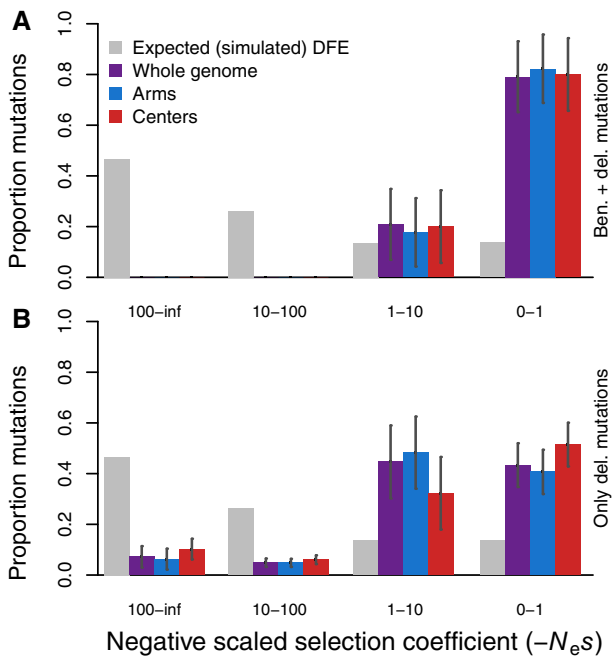 A
Proportion mutations
0.0 0.2 0.4 0.6 0.8 1.0
Expected (simulated) DFE
Whole genome
Arms
Centers
Ben. + del. mutations
100−inf 10−100 1−10 0−1
B
Proportion mutations
0.0 0.2 0.4 0.6 0.8 1.0
Only del. mutations
100−inf 10−100 1−10 0−1
Negative scaled selection coefficient (−Nₑs)